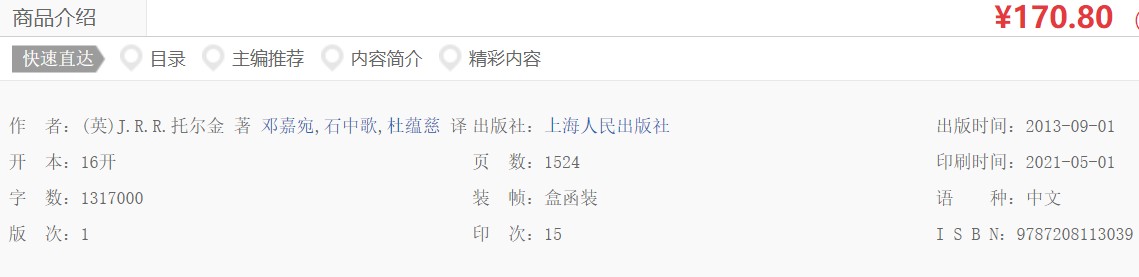 商品介绍 ¥170.80
快速直达 目录 主编推荐 内容简介 精彩内容
作 者：(英)J.R.R.托尔金 著 邓嘉宛,石中歌,杜蕴慈 译 出版社：上海人民出版社 出版时间：2013-09-01
开 本：16开 页 数：1524 印刷时间：2021-05-01
字 数：1317000 装 帧：盒函装 语 种：中文
版 次：1 印 次：15 I S B N：9787208113039